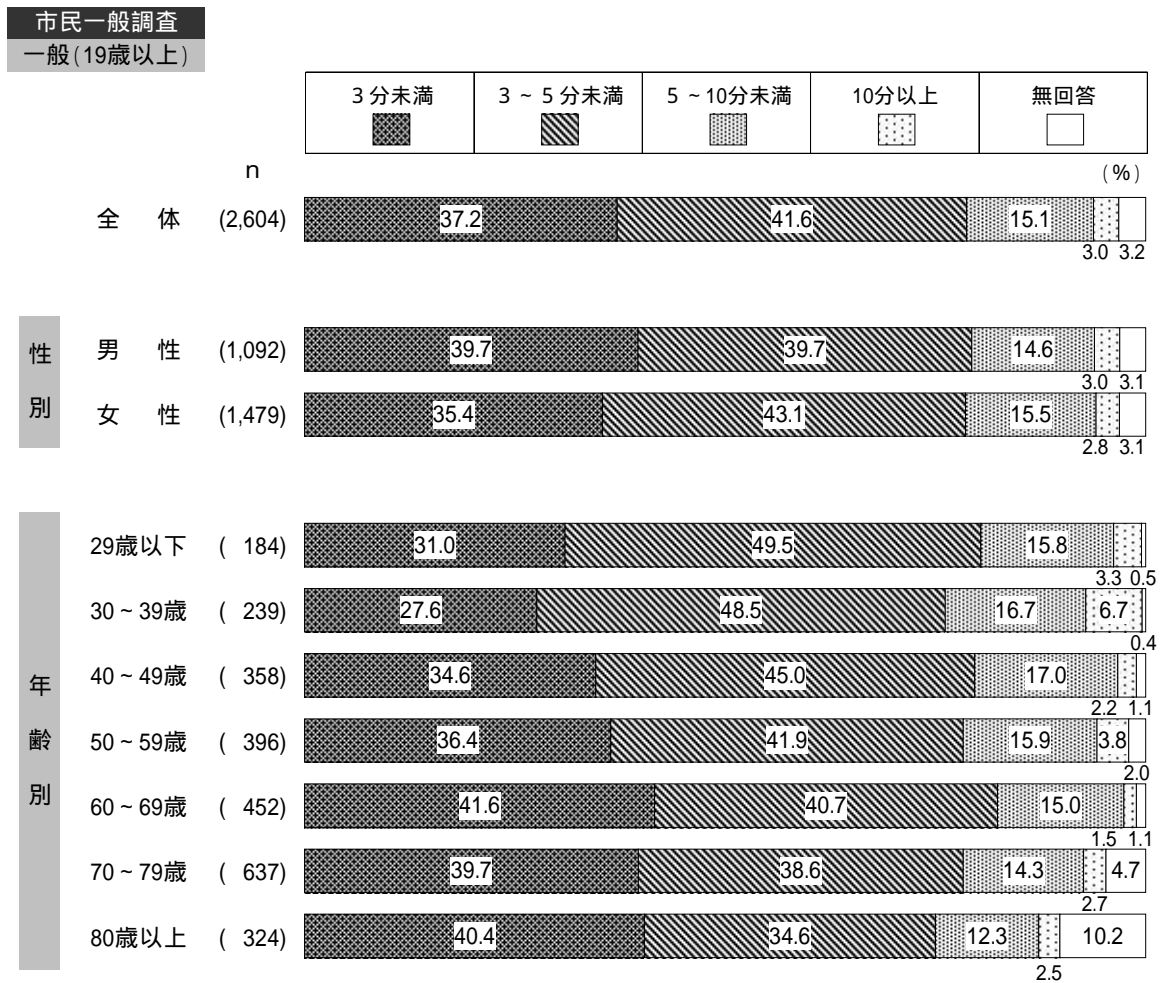 市民一般調査
一般(19歳以上)
3分未満 3~5分未満 5~10分未満 10分以上 無回答
n (%)
全体 (2,604) 37.2 41.6 15.1
3.0 3.2
性別
男性 (1,092) 39.7 39.7 14.6
3.0 3.1
女性 (1,479) 35.4 43.1 15.5
2.8 3.1
年齢別
29歳以下 ( 184) 31.0 49.5 15.8
3.3 0.5
30~39歳 ( 239) 27.6 48.5 16.7 6.7
0.4
40~49歳 ( 358) 34.6 45.0 17.0
2.2 1.1
50~59歳 ( 396) 36.4 41.9 15.9 3.8
2.0
60~69歳 ( 452) 41.6 40.7 15.0
1.5 1.1
70~79歳 ( 637) 39.7 38.6 14.3 4.7
2.7
80歳以上 ( 324) 40.4 34.6 12.3 10.2
2.5